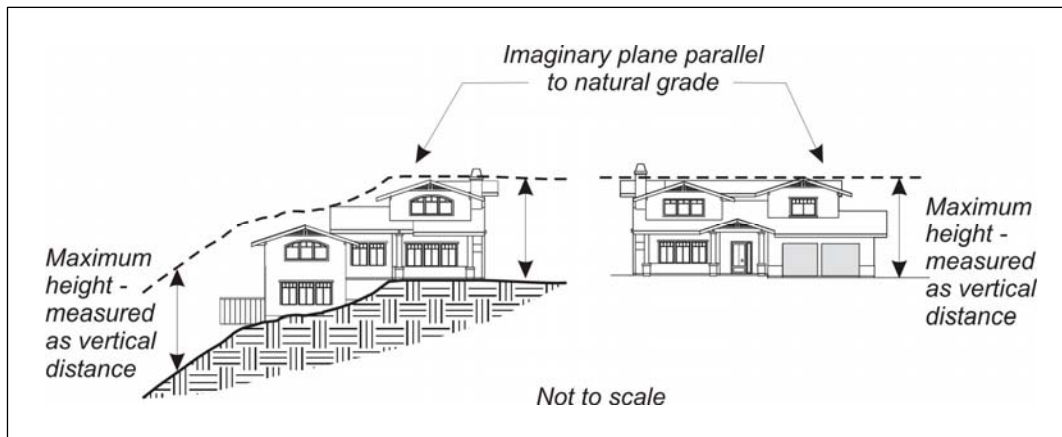 Imaginary plane parallel
to natural grade
Maximum
height -
measured
as vertical
distance
Maximum
height -
measured
as vertical
distance
Not to scale